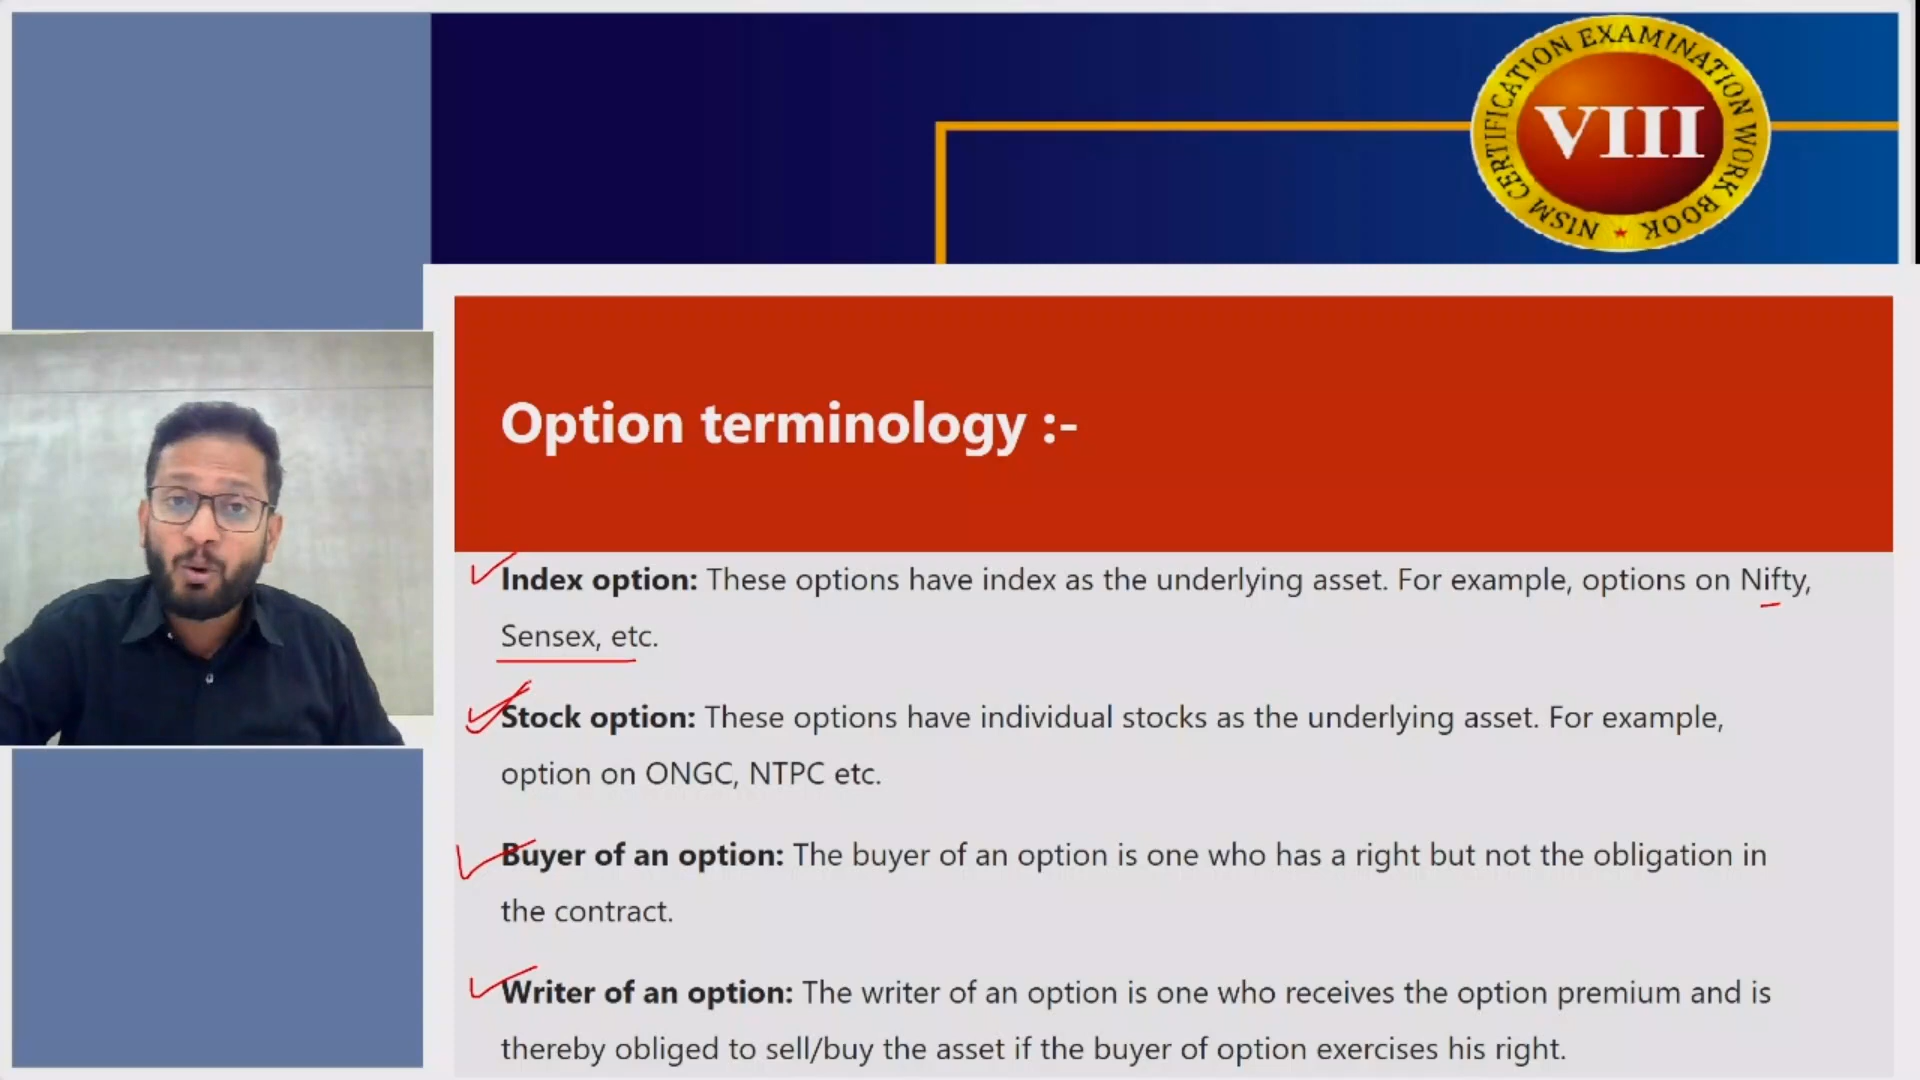 NISM CERTIFICATION EXAMINATION WORK BOOK
VIII
Option terminology :-
Index option: These options have index as the underlying asset. For example, options on Nifty,
Sensex, etc.
Stock option: These options have individual stocks as the underlying asset. For example,
option on ONGC, NTPC etc.
Buyer of an option: The buyer of an option is one who has a right but not the obligation in
the contract.
Writer of an option: The writer of an option is one who receives the option premium and is
thereby obliged to sell/buy the asset if the buyer of option exercises his right.